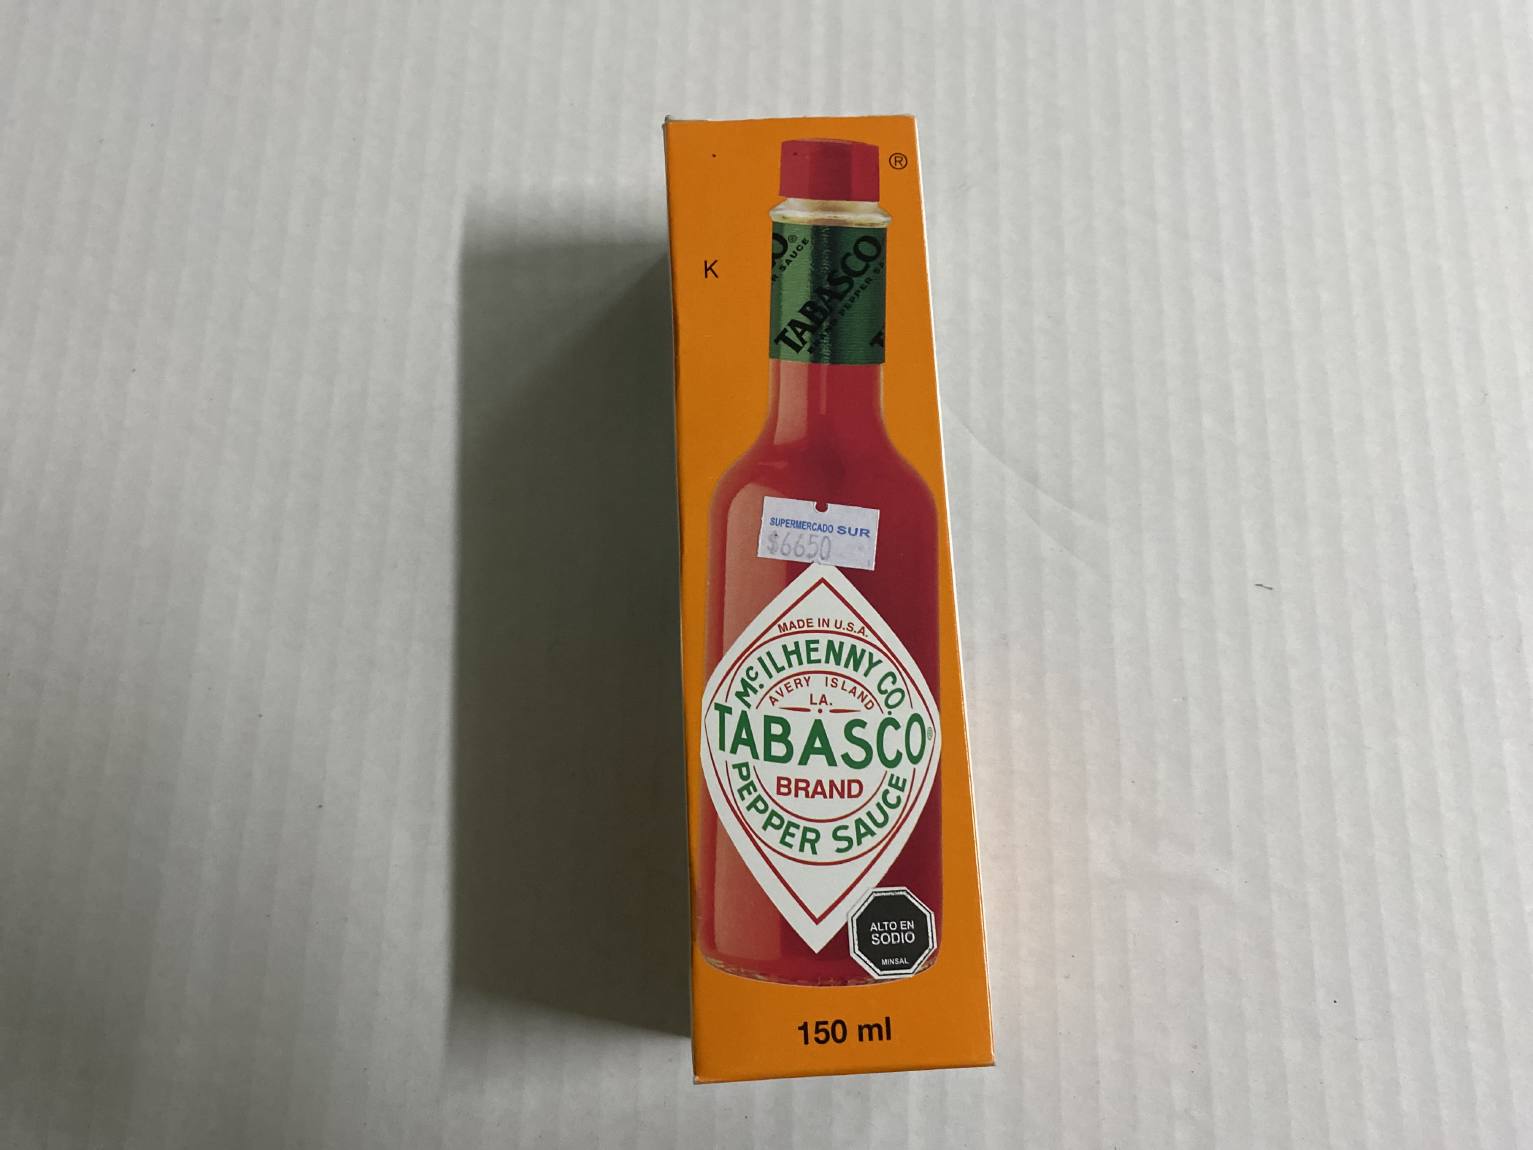 ®
K
O®
R SAUCE
TABASCO
SUPERMERCADO SUR
$6650
MADE IN U.S.A.
McILHENNY CO.
AVERY ISLAND
LA.
TABASCO®
BRAND
PEPPER SAUCE
ALTO EN
SODIO
MINSAL
150 ml